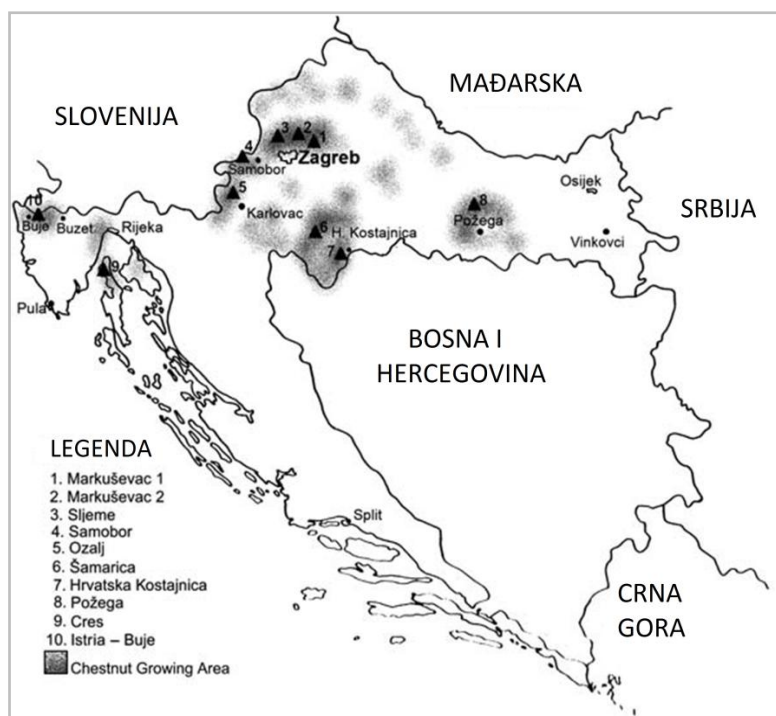 MAĐARSKA
SLOVENIJA
3
2
1
4
Zagreb
Samobor
5
Karlovac
8
Osijek
Požega
SRBIJA
10
Buje
Buzet
Rijeka
6
H. Kostajnica
7
Vinkovci
9
Pula
BOSNA I
HERCEGOVINA
LEGENDA
1. Markuševac 1
2. Markuševac 2
3. Sljeme
4. Samobor
5. Ozalj
6. Šamarica
7. Hrvatska Kostajnica
8. Požega
9. Cres
10. Istria – Buje
Chestnut Growing Area
Split
CRNA
GORA